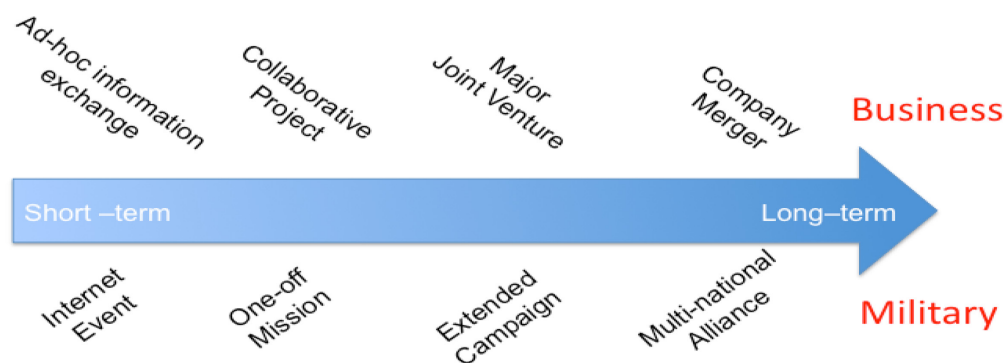 Ad-hoc information
exchange
Collaborative
Project
Major
Joint Venture
Company
Merger
Business
Short –term
Long–term
Internet
Event
One-off
Mission
Extended
Campaign
Multi-national
Alliance
Military